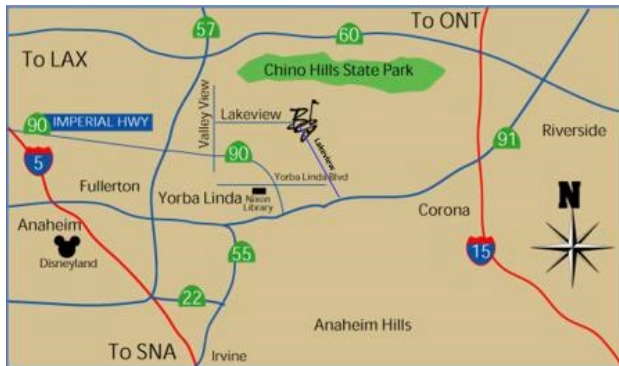 To ONT
57
60
To LAX
Chino Hills State Park
Valley View
Lakeview
90
IMPERIAL HWY
91
Riverside
Lakeview
5
90
Yorba Linda Blvd
Fullerton
Yorba Linda
Nixon
Library
N
Corona
Anaheim
Disneyland
55
15
22
Anaheim Hills
To SNA
Irvine